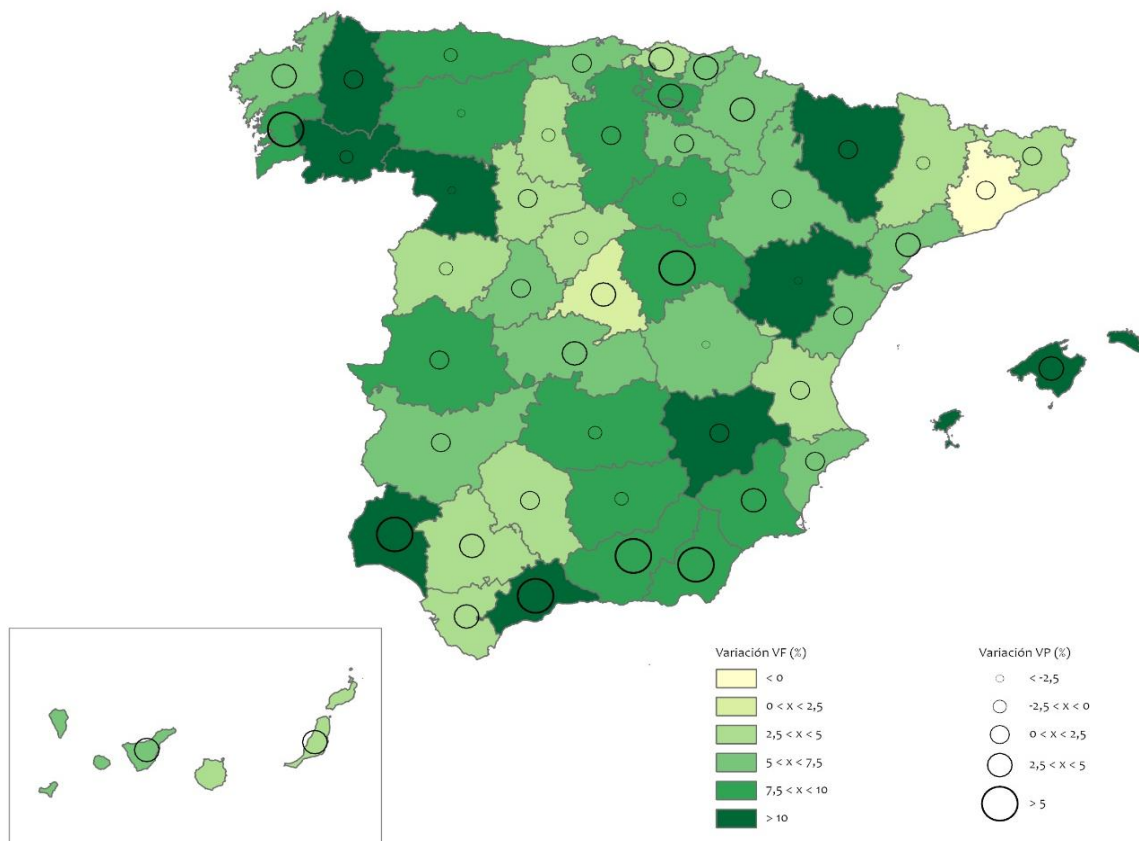 Variación VF (%)
< 0
0 < x < 2,5
2,5 < x < 5
5 < x < 7,5
7,5 < x < 10
> 10
Variación VP (%)
< -2,5
-2,5 < x < 0
0 < x < 2,5
2,5 < x < 5
> 5